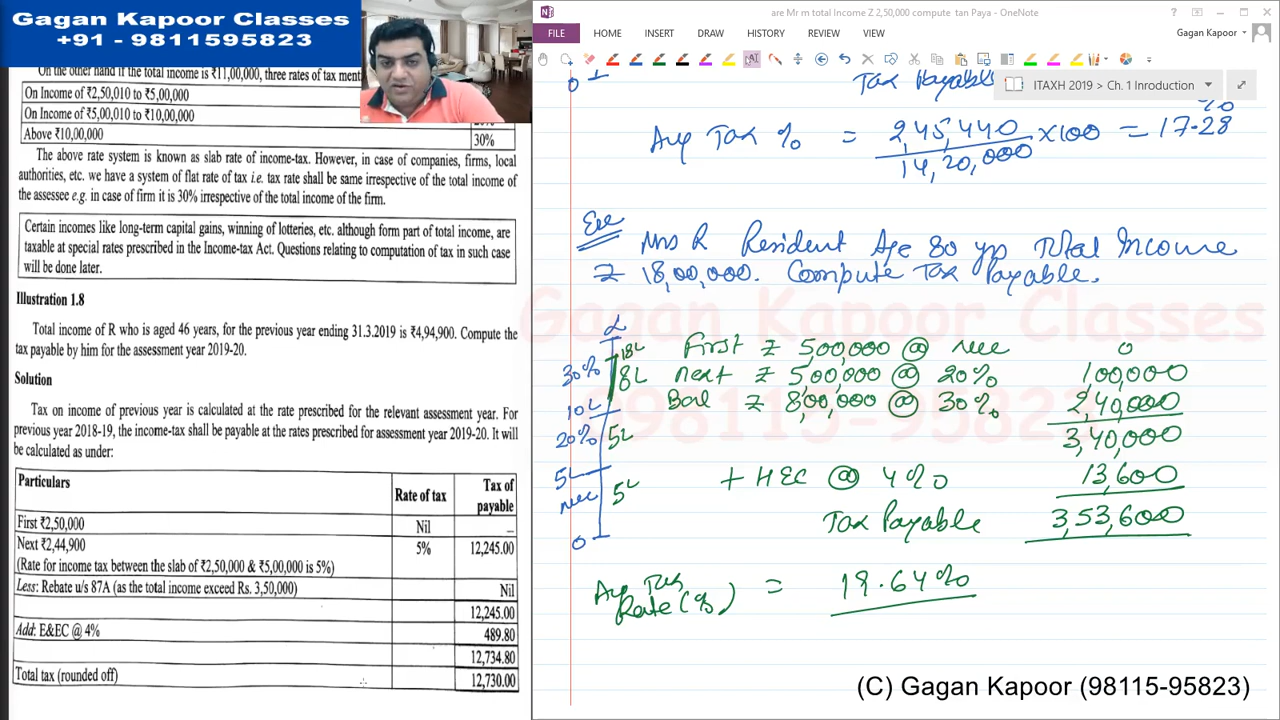 Gagan Kapoor Classes
+91 - 9811595823
On the other hand if the total income is ₹11,00,000, three rates of tax ment
On Income of ₹2,50,010 to ₹5,00,000
On Income of ₹5,00,010 to ₹10,00,000
Above ₹10,00,000 30%
The above rate system is known as slab rate of income-tax. However, in case of companies, firms, local
authorities, etc. we have a system of flat rate of tax i.e. tax rate shall be same irrespective of the total income of
the assessee e.g. in case of firm it is 30% irrespective of the total income of the firm.
Certain incomes like long-term capital gains, winning of lotteries, etc. although form part of total income, are
taxable at special rates prescribed in the Income-tax Act. Questions relating to computation of tax in such case
will be done later.
Illustration 1.8
Total income of R who is aged 46 years, for the previous year ending 31.3.2019 is ₹4,94,900. Compute the
tax payable by him for the assessment year 2019-20.
Solution
Tax on income of previous year is calculated at the rate prescribed for the relevant assessment year. For
previous year 2018-19, the income-tax shall be payable at the rates prescribed for assessment year 2019-20. It will
be calculated as under:
Particulars Rate of tax Tax of payable
First ₹2,50,000 Nil –
Next ₹2,44,900 5% 12,245.00
(Rate for income tax between the slab of ₹2,50,000 & ₹5,00,000 is 5%)
Less: Rebate u/s 87A (as the total income exceed Rs. 3,50,000) Nil
12,245.00
Add: E&EC @ 4% 489.80
12,734.80
Total tax (rounded off) 12,730.00
are Mr m total Income Z 2,50,000 compute tan Paya - OneNote
FILE HOME INSERT DRAW HISTORY REVIEW VIEW Gagan Kapoor
ITAXH 2019 > Ch. 1 Inroduction
0 Tax Payable
Avg Tax % = 2,45,440 / 14,20,000 x100 = 17.28 %
Mrs R Resident Age 80 yrs Total Income
₹ 18,00,000. Compute Tax Payable.
α
18L First ₹ 5,00,000 @ nil 0
30% 8L Next ₹ 5,00,000 @ 20% 1,00,000
10L Bal ₹ 8,00,000 @ 30% 2,40,000
20% 5L 3,40,000
5L + HEC @ 4% 13,600
nil 5L Tax Payable 3,53,600
0
Avg Tax Rate (%) = 19.64%
Gagan Kapoor Classes
98115-95823
(C) Gagan Kapoor (98115-95823)